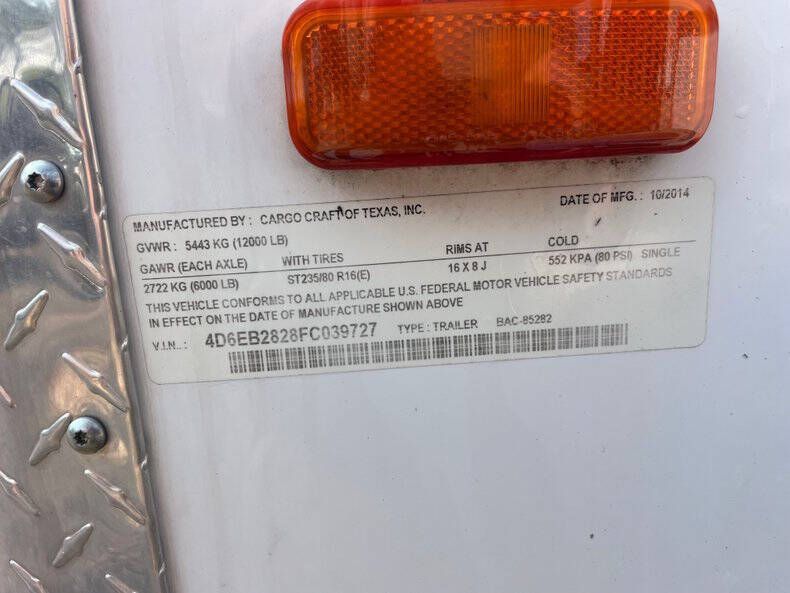 MANUFACTURED BY : CARGO CRAFT OF TEXAS, INC. DATE OF MFG. : 10/2014
GVWR : 5443 KG (12000 LB)
GAWR (EACH AXLE) WITH TIRES RIMS AT COLD
2722 KG (6000 LB) ST235/80 R16(E) 16 X 8 J 552 KPA (80 PSI) SINGLE
THIS VEHICLE CONFORMS TO ALL APPLICABLE U.S. FEDERAL MOTOR VEHICLE SAFETY STANDARDS
IN EFFECT ON THE DATE OF MANUFACTURE SHOWN ABOVE
V.I.N.. : 4D6EB2828FC039727 TYPE : TRAILER BAC-85282